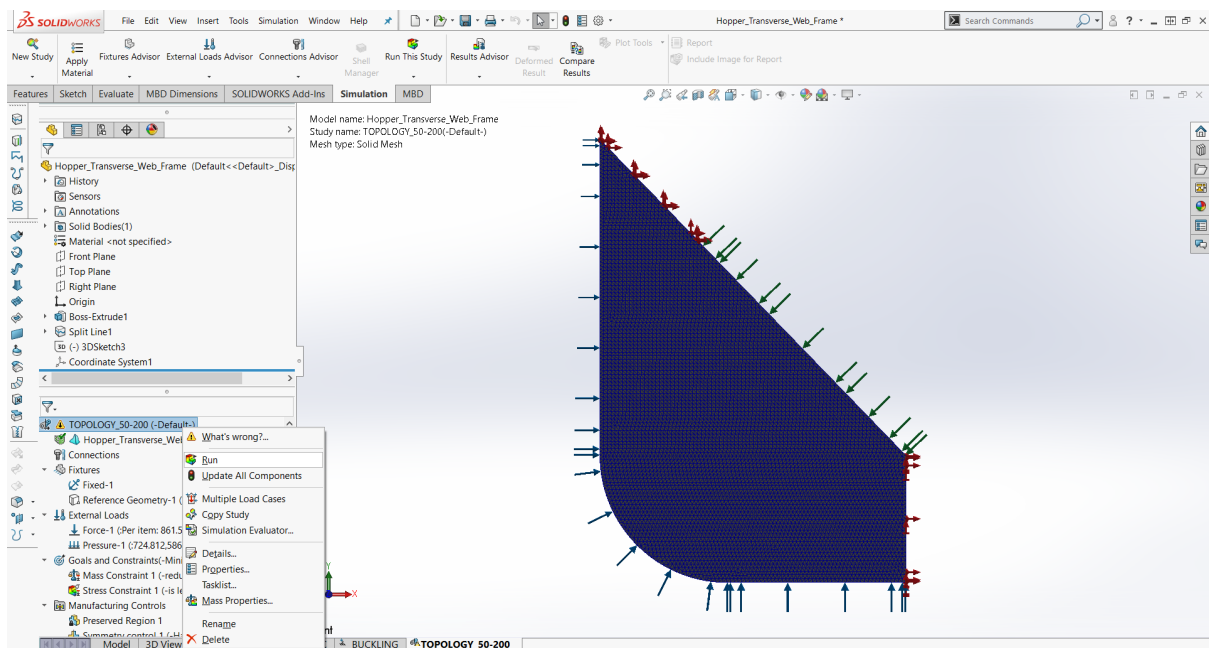 SOLIDWORKS File Edit View Insert Tools Simulation Window Help Hopper_Transverse_Web_Frame * Search Commands ?
New Study Apply Material Fixtures Advisor External Loads Advisor Connections Advisor Shell Manager Run This Study Results Advisor Deformed Result Compare Results Plot Tools Report
Include Image for Report
Features Sketch Evaluate MBD Dimensions SOLIDWORKS Add-Ins Simulation MBD
Model name: Hopper_Transverse_Web_Frame
Study name: TOPOLOGY_50-200(-Default-)
Mesh type: Solid Mesh
Hopper_Transverse_Web_Frame (Default<<Default>_Disp
History
Sensors
Annotations
Solid Bodies(1)
Material <not specified>
Front Plane
Top Plane
Right Plane
Origin
Boss-Extrude1
Split Line1
3D (-) 3DSketch3
Coordinate System1
TOPOLOGY_50-200 (-Default-)
Hopper_Transverse_Wel
Connections
Fixtures
Fixed-1
Reference Geometry-1 (
External Loads
Force-1 (:Per item: 861.5
Pressure-1 (:724.812,586
Goals and Constraints(-Mini
Mass Constraint 1 (-redu
Stress Constraint 1 (-is le
Manufacturing Controls
Preserved Region 1
Symmetry control 1 (-H
What's wrong?...
Run
Update All Components
Multiple Load Cases
Copy Study
Simulation Evaluator...
Details...
Properties...
Tasklist...
Mass Properties...
Rename
Delete
Y
X
Model 3D View BUCKLING TOPOLOGY_50-200